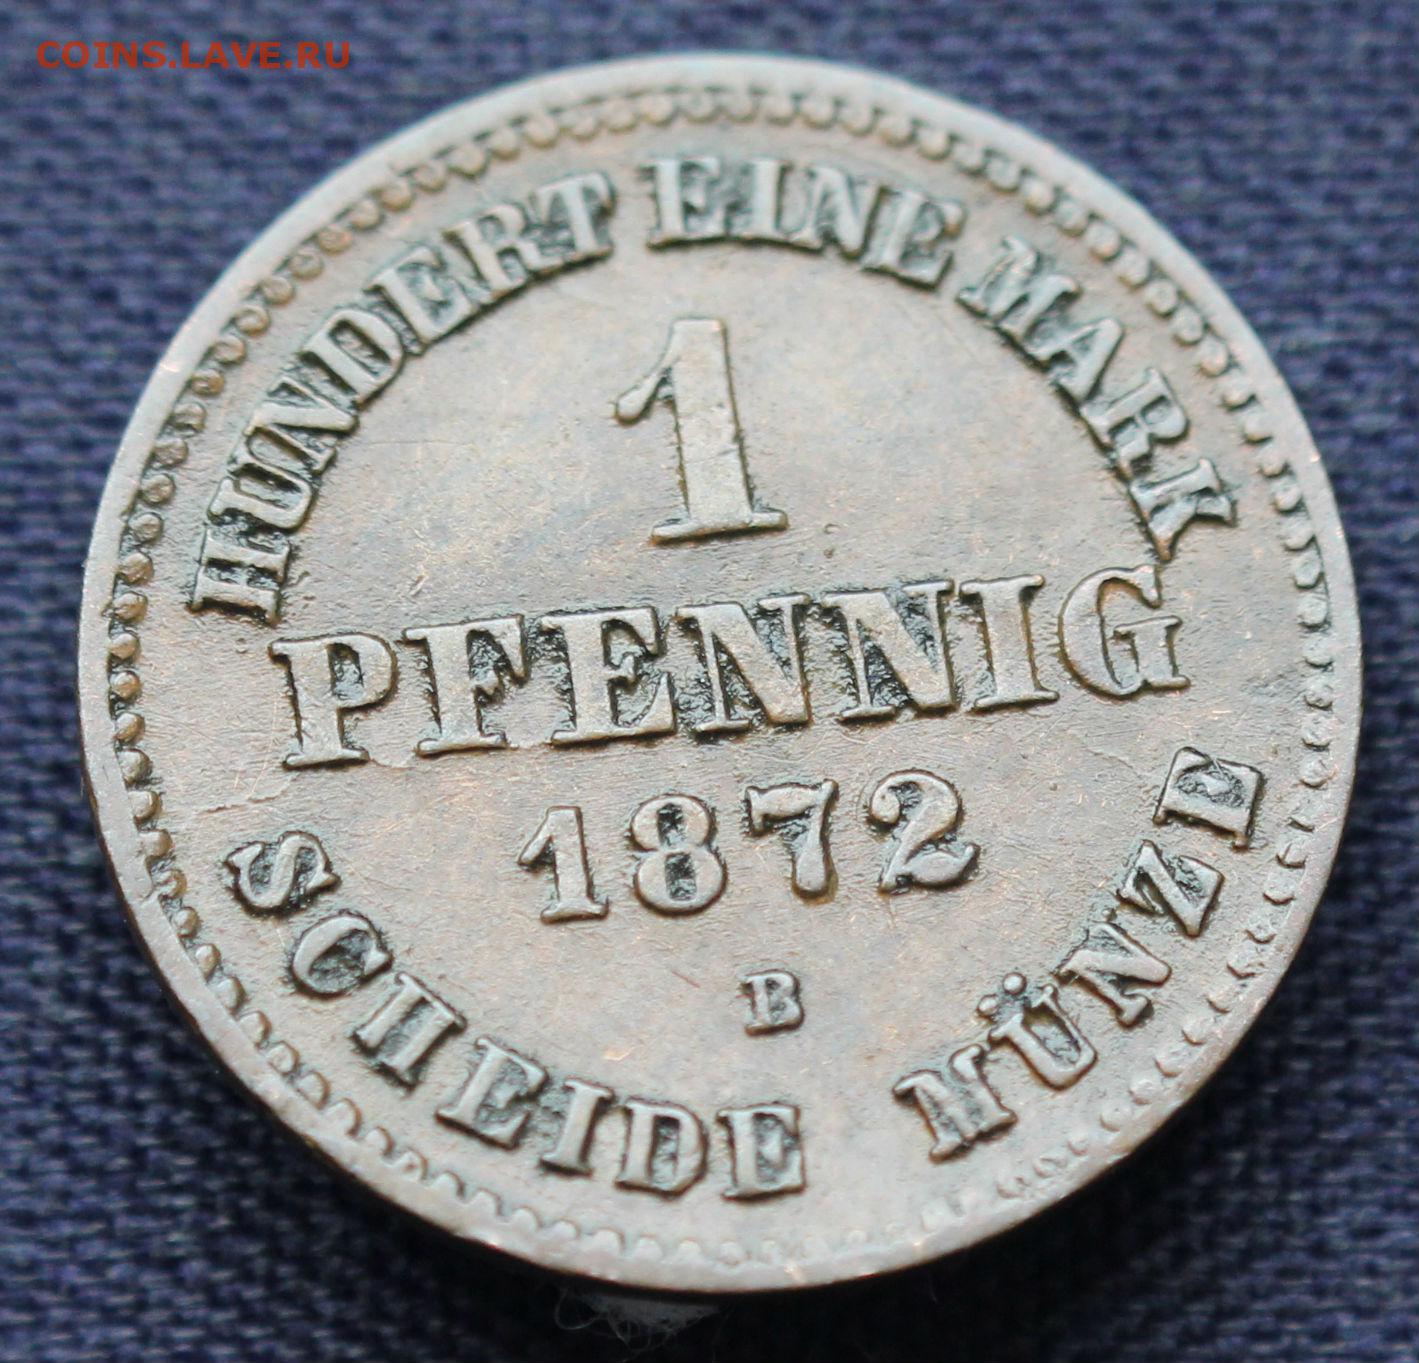 COINS.LAVE.RU
HUNDERT EINE MARK
1
PFENNIG
1872
B
SCHEIDE MÜNZE